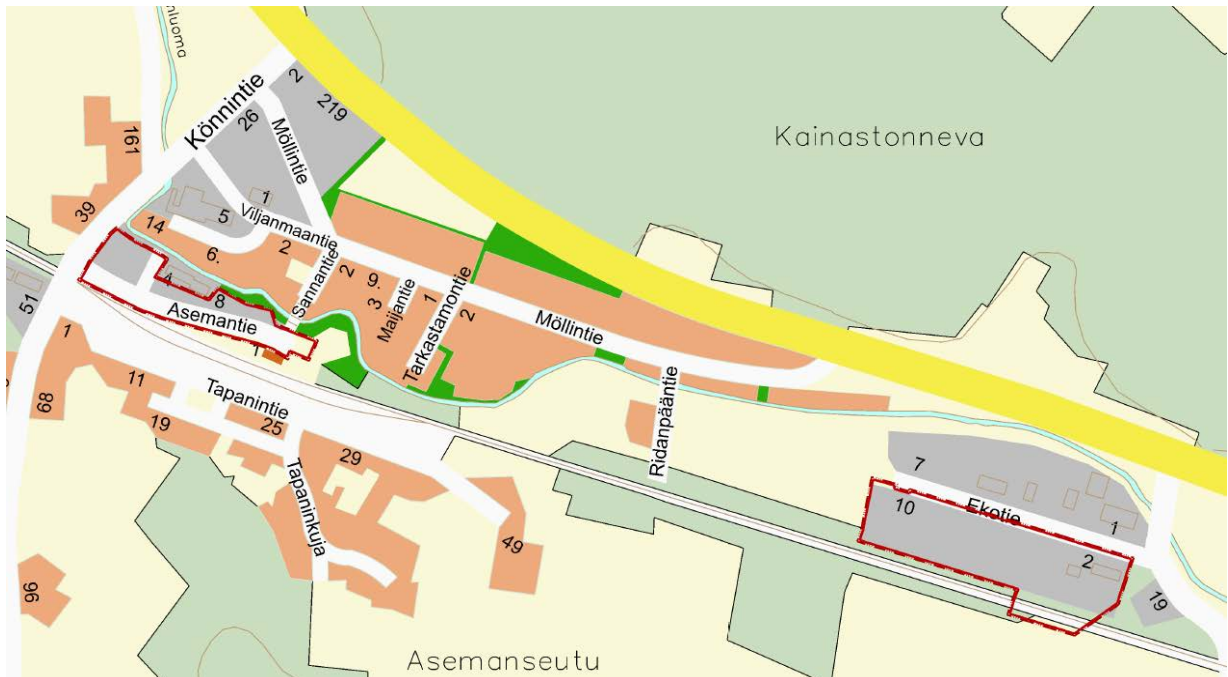 Könnintie
2
219
26
Möllintie
161
39
Kainastonneva
1
5
Viljanmaantie
14
6.
2
Sannantie
2
9.
3
Maijantie
1
Tarkastamontie
2
Möllintie
4
8
Asemantie
1
51
1
11
Tapanintie
68
19
25
29
Tapaninkuja
49
96
Ridanpääntie
7
10
Ekotie
1
2
19
Asemanseutu